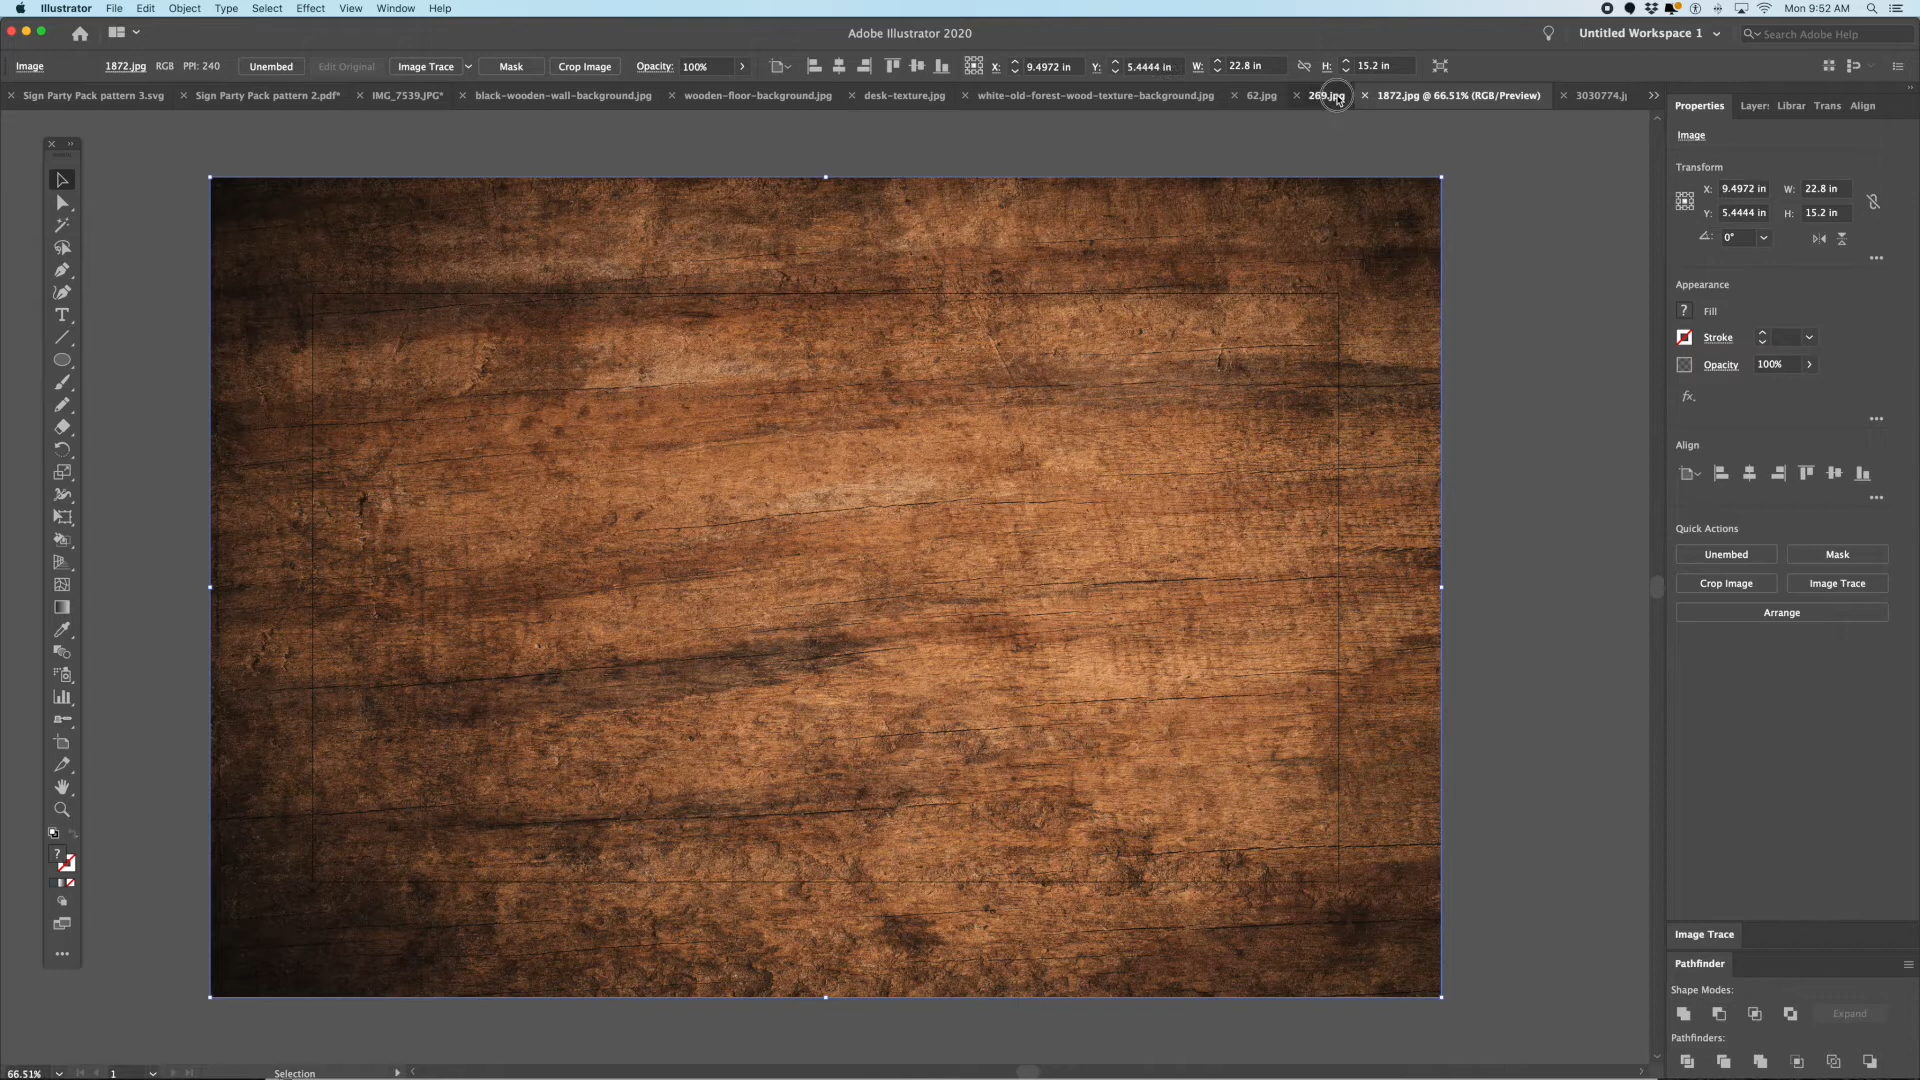 Illustrator File Edit Object Type Select Effect View Window Help Mon 9:52 AM
Adobe Illustrator 2020 Untitled Workspace 1 Search Adobe Help
Image 1872.jpg RGB PPI: 240 Unembed Edit Original Image Trace Mask Crop Image Opacity: 100% X: 9.4972 in Y: 5.4444 in W: 22.8 in H: 15.2 in
Sign Party Pack pattern 3.svg Sign Party Pack pattern 2.pdf* IMG_7539.JPG* black-wooden-wall-background.jpg wooden-floor-background.jpg desk-texture.jpg white-old-forest-wood-texture-background.jpg 62.jpg 269.jpg 1872.jpg @ 66.51% (RGB/Preview) 3030774.j
Properties Layers Librar Trans Align
Image
Transform
X: 9.4972 in W: 22.8 in
Y: 5.4444 in H: 15.2 in
0°
Appearance
? Fill
Stroke
Opacity 100%
fx.
Align
Quick Actions
Unembed Mask
Crop Image Image Trace
Arrange
?
Image Trace
Pathfinder
Shape Modes:
Expand
Pathfinders:
66.51% 1 Selection